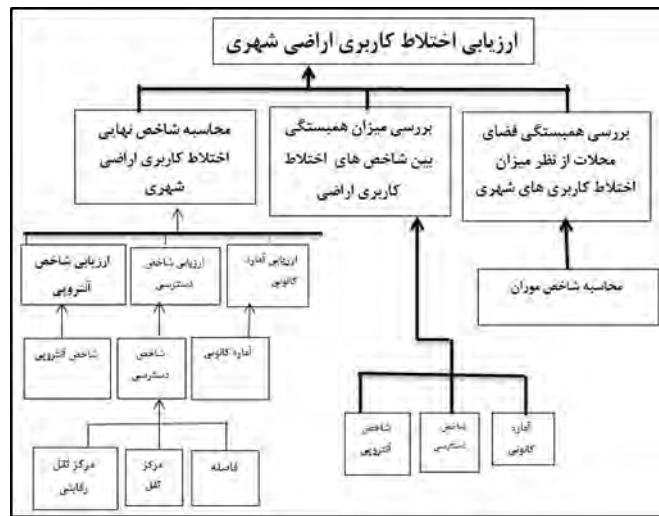 ارزیابی اختلاط کاربری اراضی شهری
بررسی همبستگی فضای
محلات از نظر میزان
اختلاط کاربری های شهری
بررسی میزان همبستگی
بین شاخص های اختلاط
کاربری اراضی
محاسبه شاخص نهایی
اختلاط کاربری اراضی
شهری
محاسبه شاخص موران
ارزیابی آماره
کانونی
ارزیابی شاخص
دسترسی
ارزیابی شاخص
آنتروپی
آماره کانونی
شاخص
دسترسی
شاخص آنتروپی
فاصله
مرکز
ثقل
مرکز ثقل
رقابتی
آماره
کانونی
شاخص
دسترسی
شاخص
آنتروپی